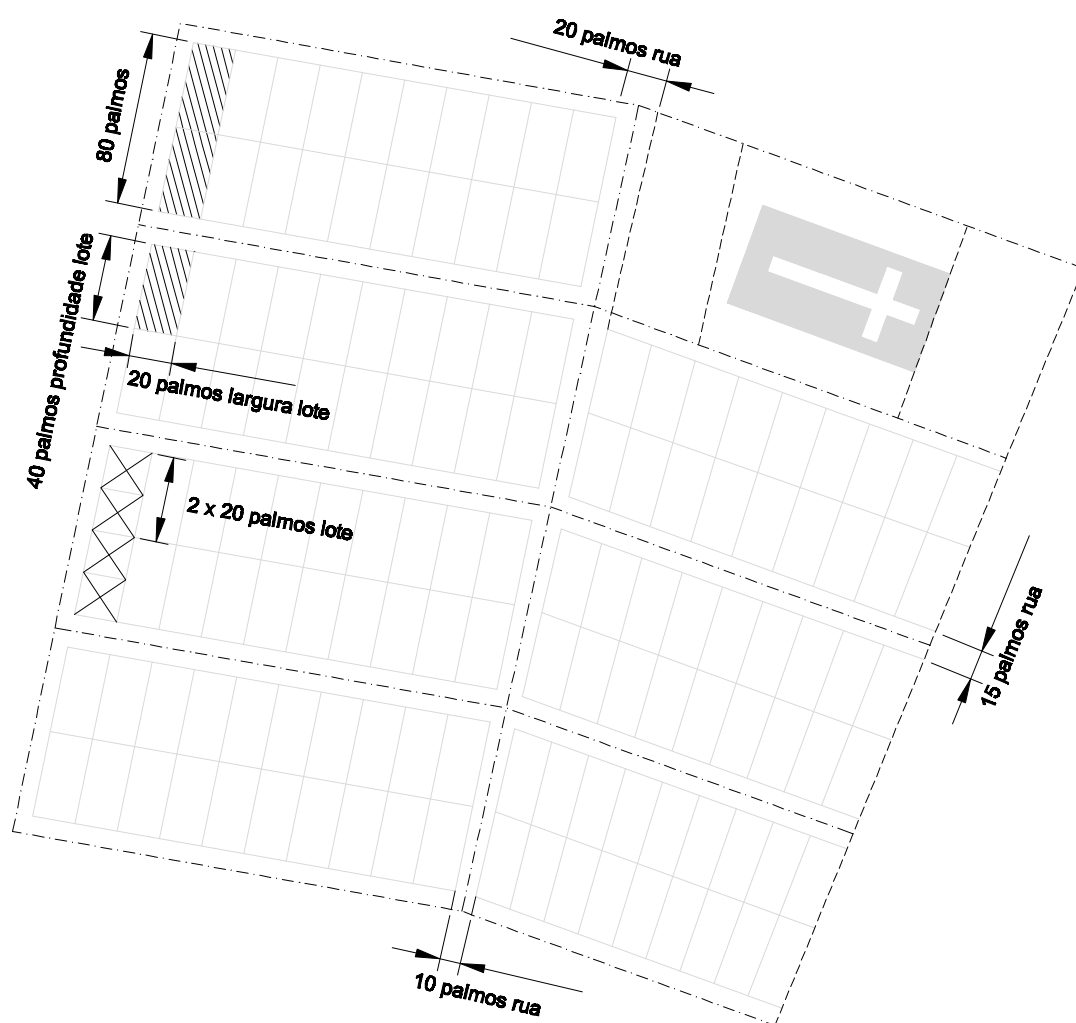 20 palmos rua
80 palmos
40 palmos profundidade lote
20 palmos largura lote
2 x 20 palmos lote
15 palmos rua
10 palmos rua